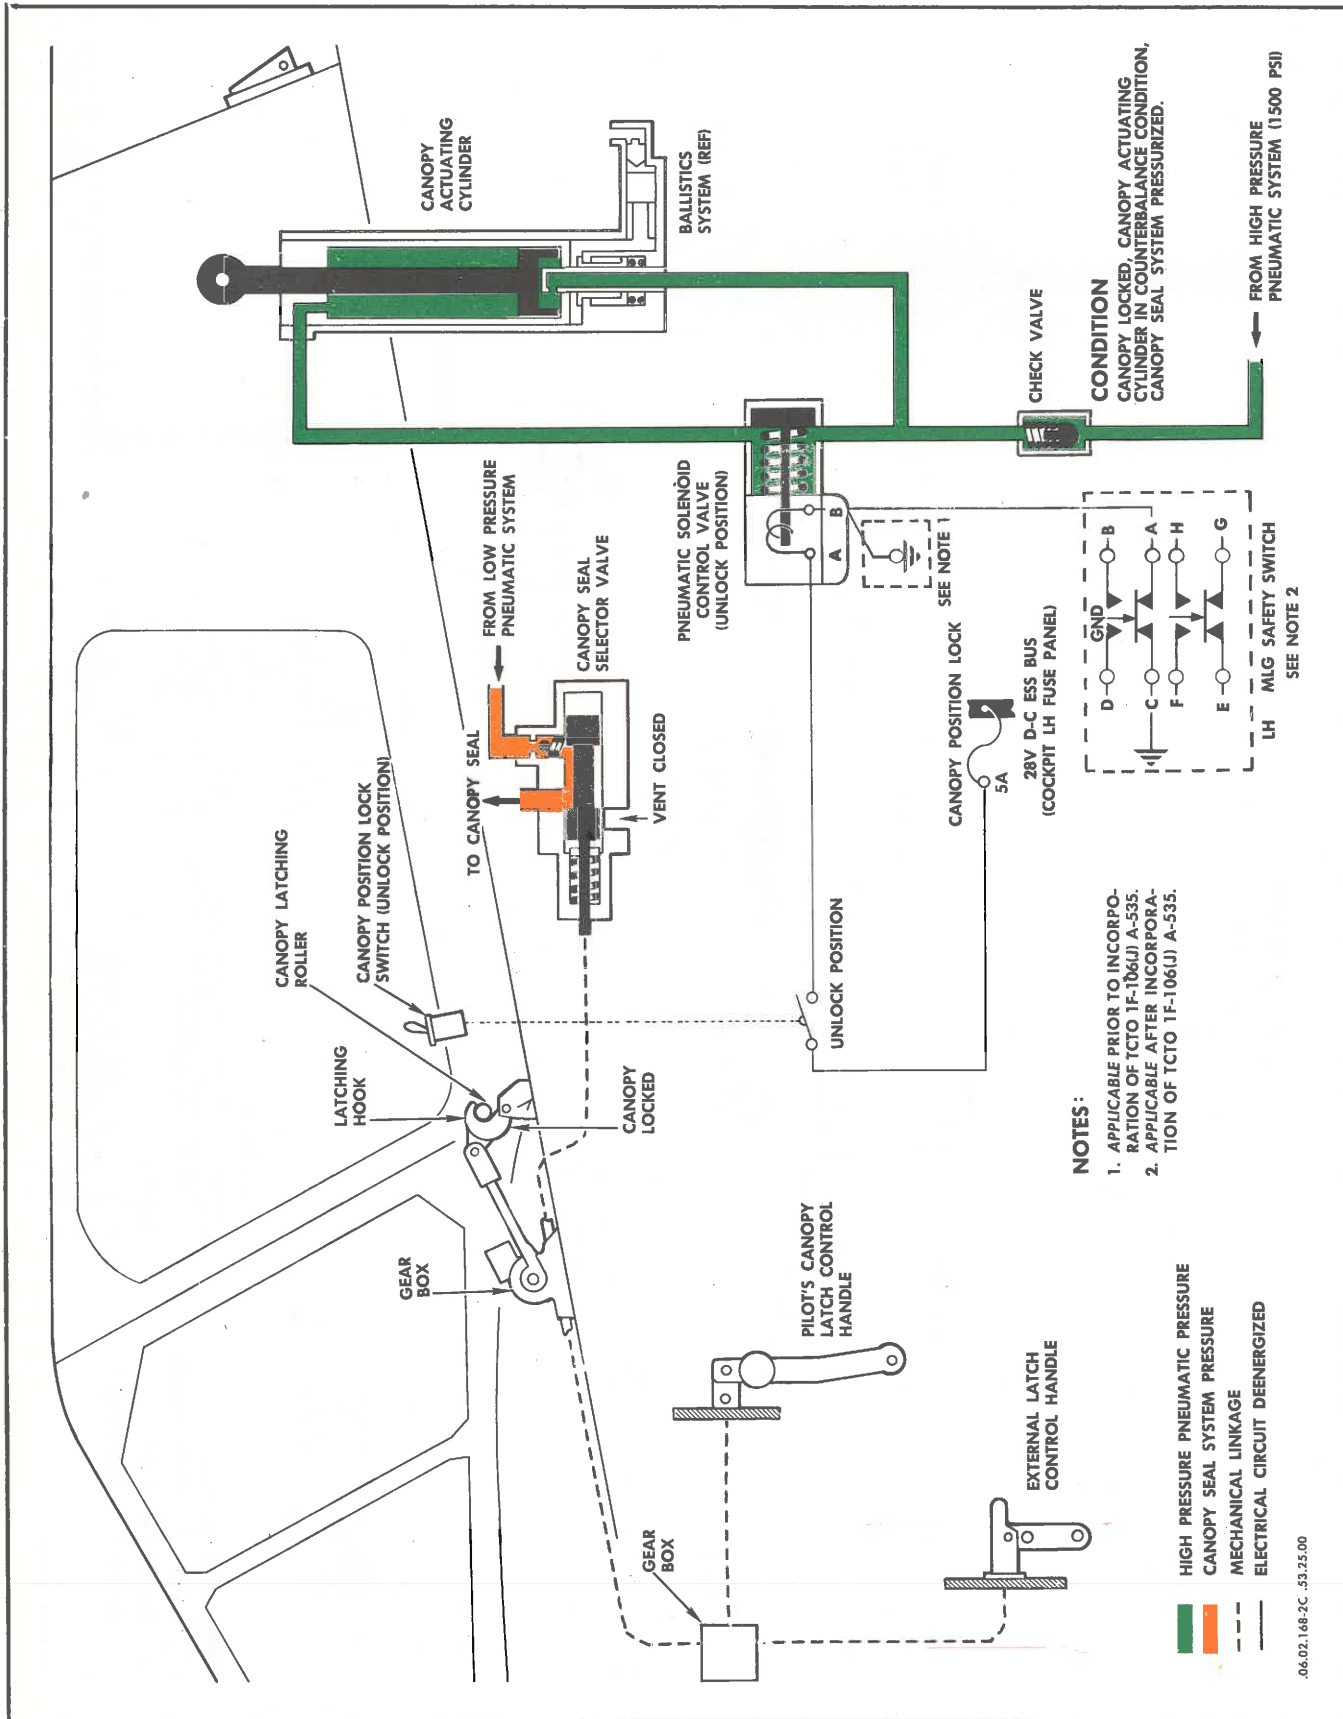 CANOPY
ACTUATING
CYLINDER
BALLISTICS
SYSTEM (REF)
FROM LOW PRESSURE
PNEUMATIC SYSTEM
CANOPY SEAL
SELECTOR VALVE
TO CANOPY SEAL
VENT CLOSED
CANOPY LATCHING
ROLLER
CANOPY POSITION LOCK
SWITCH (UNLOCK POSITION)
LATCHING
HOOK
CANOPY
LOCKED
GEAR
BOX
PNEUMATIC SOLENOID
CONTROL VALVE
(UNLOCK POSITION)
A
B
SEE NOTE 1
CHECK VALVE
CONDITION
CANOPY LOCKED, CANOPY ACTUATING
CYLINDER IN COUNTERBALANCE CONDITION,
CANOPY SEAL SYSTEM PRESSURIZED.
FROM HIGH PRESSURE
PNEUMATIC SYSTEM (1500 PSI)
CANOPY POSITION LOCK
5A
28V D-C ESS BUS
(COCKPIT LH FUSE PANEL)
UNLOCK POSITION
D
GND
B
C
A
F
H
E
G
LH MLG SAFETY SWITCH
SEE NOTE 2
PILOT'S CANOPY
LATCH CONTROL
HANDLE
EXTERNAL LATCH
CONTROL HANDLE
GEAR
BOX
NOTES:
1. APPLICABLE PRIOR TO INCORPO-
RATION OF TCTO 1F-106(J) A-535.
2. APPLICABLE AFTER INCORPORA-
TION OF TCTO 1F-106(J) A-535.
HIGH PRESSURE PNEUMATIC PRESSURE
CANOPY SEAL SYSTEM PRESSURE
MECHANICAL LINKAGE
ELECTRICAL CIRCUIT DEENERGIZED
.06.02.168-2C .53.25.00